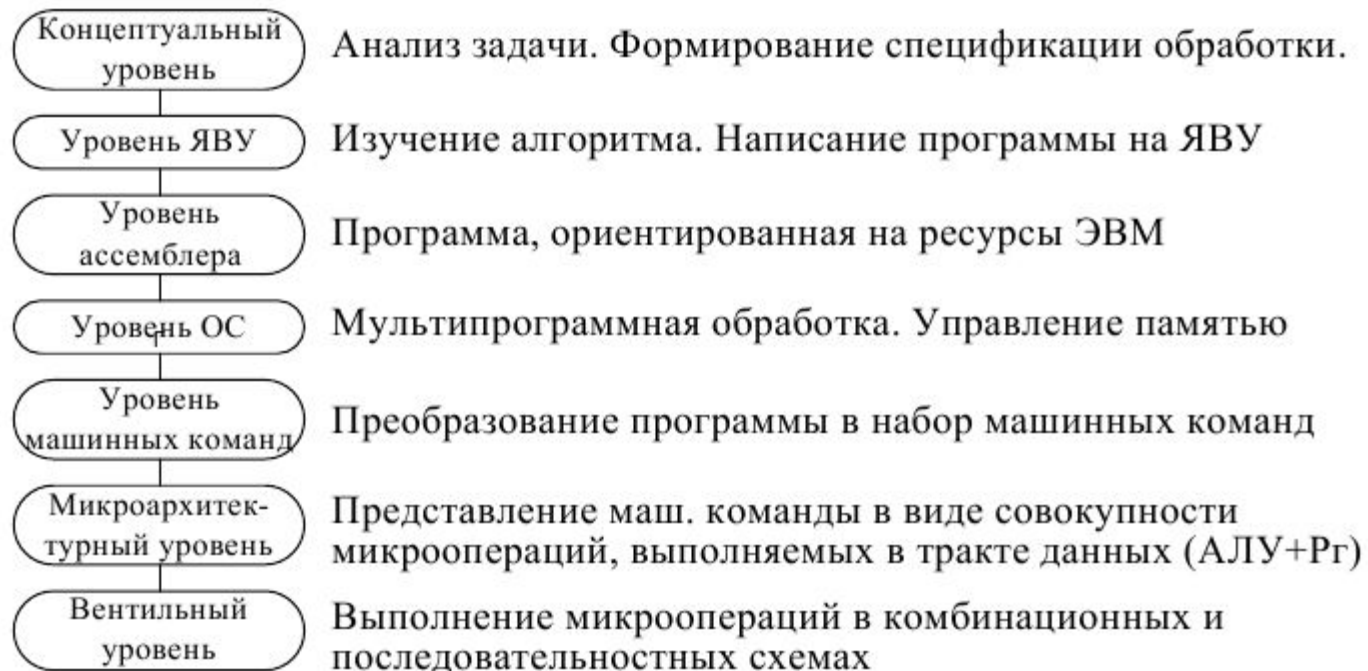 Концептуальный
уровень
Анализ задачи. Формирование спецификации обработки.
Уровень ЯВУ
Изучение алгоритма. Написание программы на ЯВУ
Уровень
ассемблера
Программа, ориентированная на ресурсы ЭВМ
Уровень ОС
Мультипрограммная обработка. Управление памятью
Уровень
машинных команд
Преобразование программы в набор машинных команд
Микроархитек-
турный уровень
Представление маш. команды в виде совокупности
микроопераций, выполняемых в тракте данных (АЛУ+Рг)
Вентильный
уровень
Выполнение микроопераций в комбинационных и
последовательностных схемах